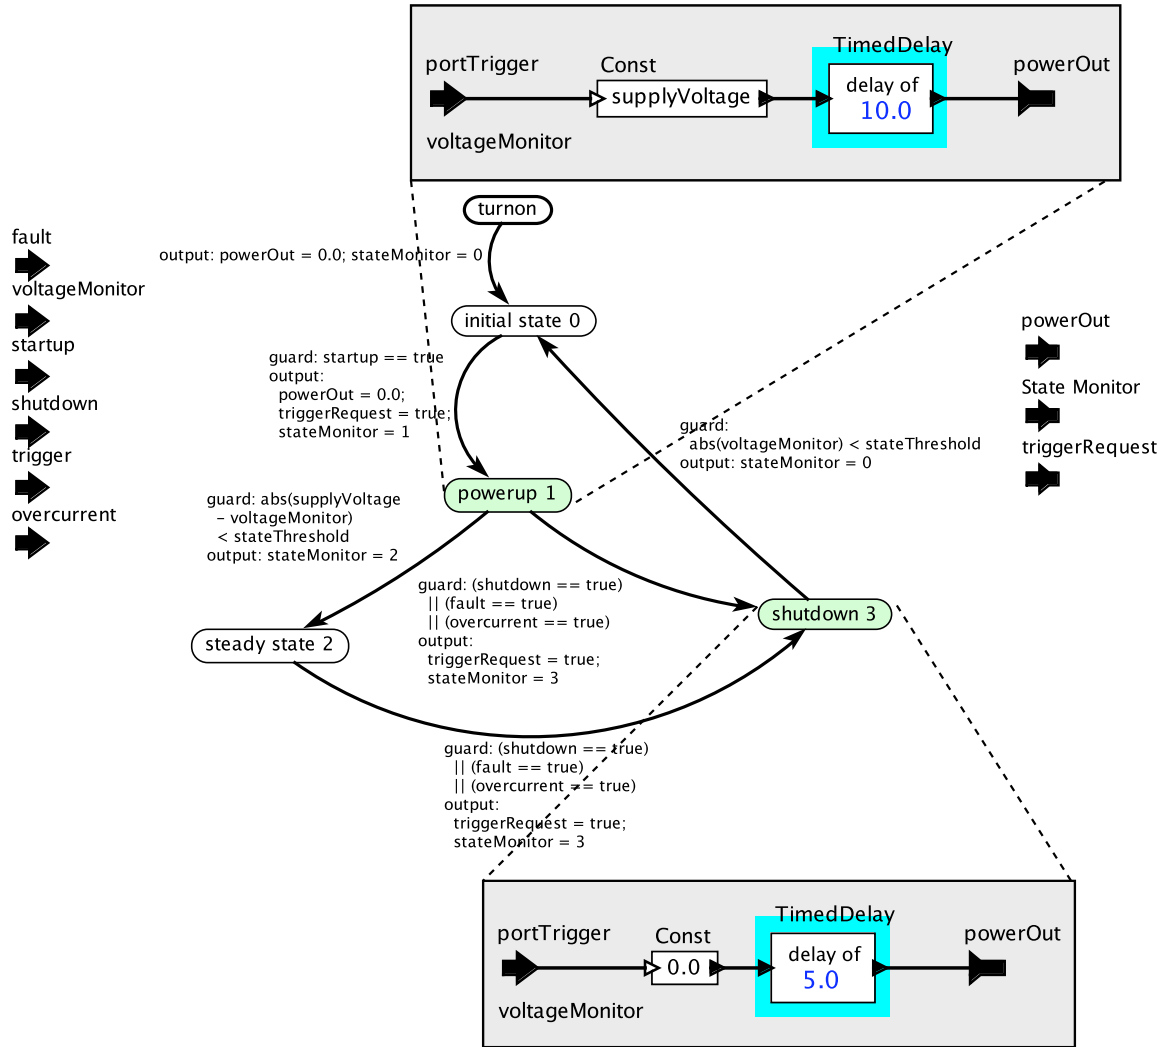 TimedDelay
portTrigger
Const
powerOut
delay of
supplyVoltage
10.0
voltageMonitor
turnon
fault
output: powerOut = 0.0; stateMonitor = 0
voltageMonitor
initial state 0
powerOut
startup
guard: startup == true
output:
powerOut = 0.0;
triggerRequest = true;
stateMonitor = 1
State Monitor
shutdown
guard:
abs(voltageMonitor) < stateThreshold
output: stateMonitor = 0
triggerRequest
trigger
powerup 1
guard: abs(supplyVoltage
- voltageMonitor)
< stateThreshold
output: stateMonitor = 2
overcurrent
guard: (shutdown == true)
|| (fault == true)
|| (overcurrent == true)
output:
triggerRequest = true;
stateMonitor = 3
shutdown 3
steady state 2
guard: (shutdown == true)
|| (fault == true)
|| (overcurrent == true)
output:
triggerRequest = true;
stateMonitor = 3
TimedDelay
portTrigger
Const
powerOut
delay of
0.0
5.0
voltageMonitor